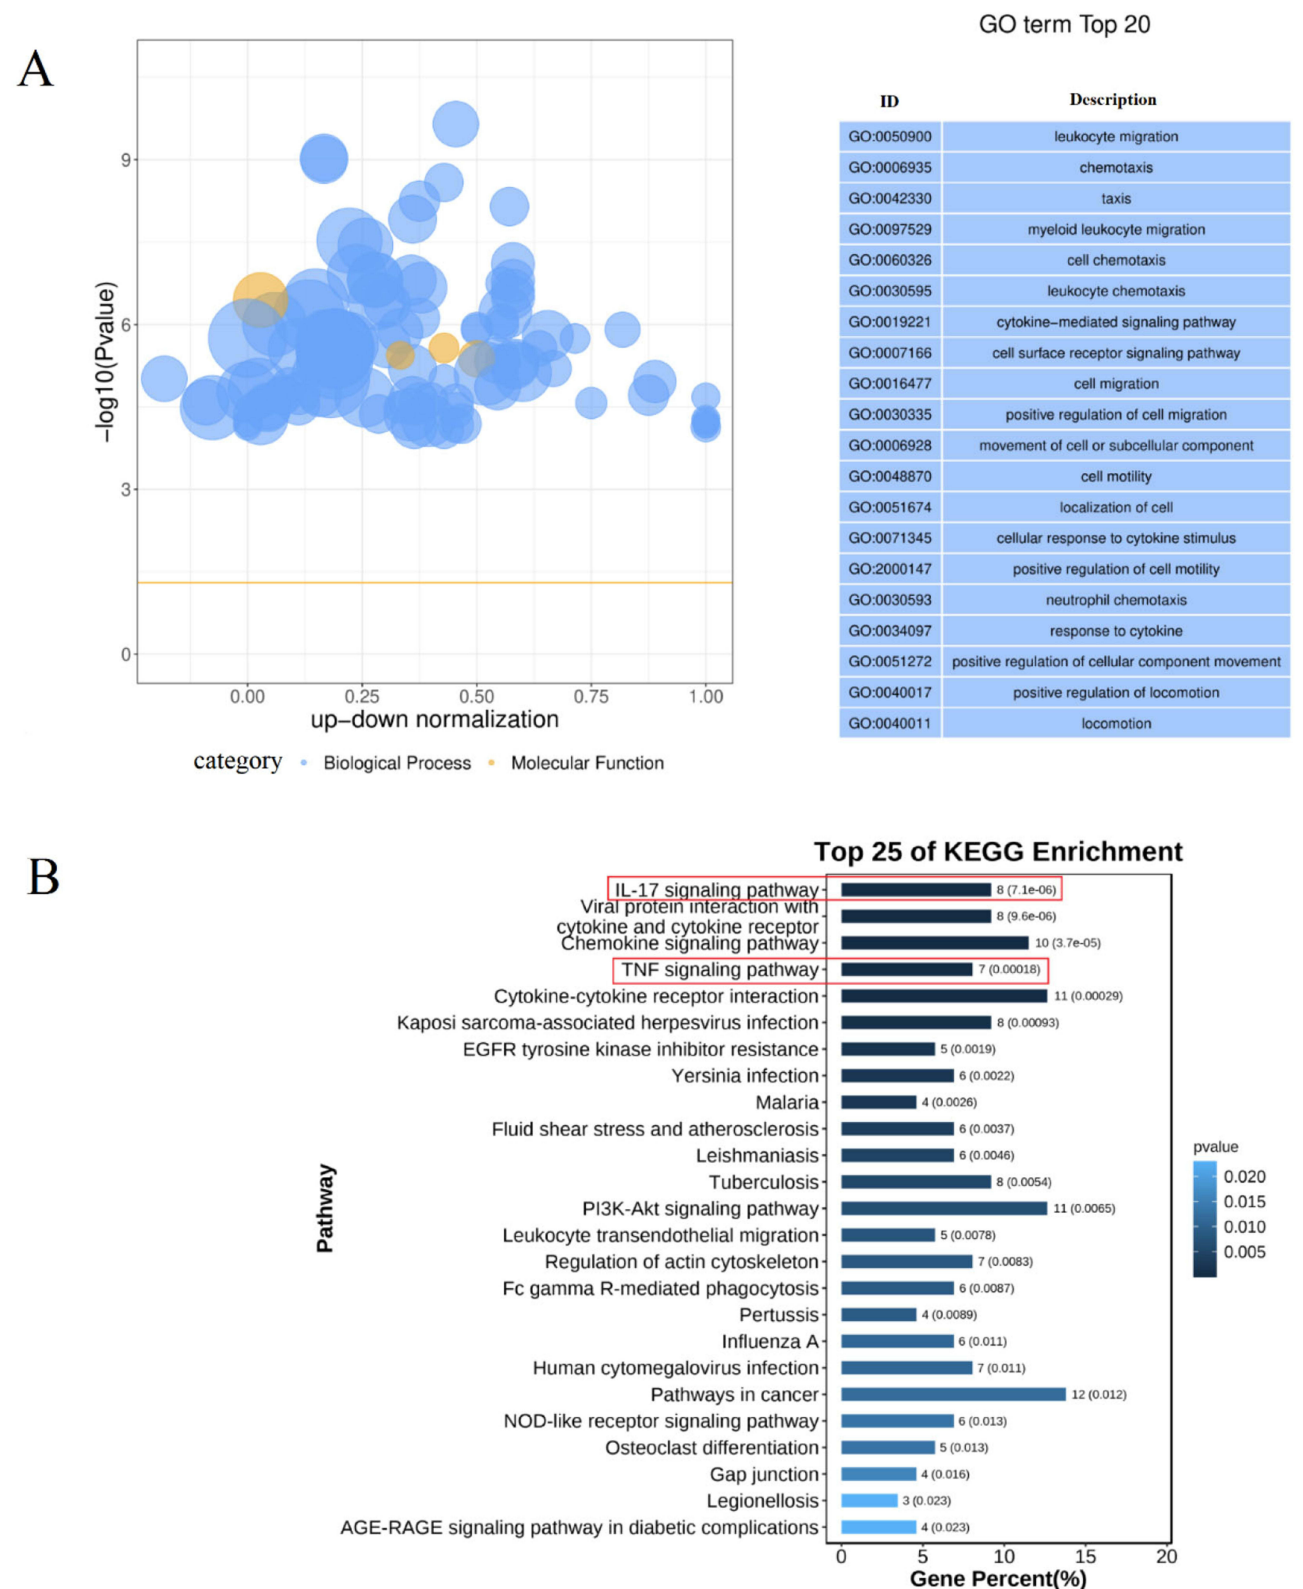 GO term Top 20
A
9
6
3
0
−log10(Pvalue)
0.00 0.25 0.50 0.75 1.00
up−down normalization
category Biological Process Molecular Function
ID Description
GO:0050900 leukocyte migration
GO:0006935 chemotaxis
GO:0042330 taxis
GO:0097529 myeloid leukocyte migration
GO:0060326 cell chemotaxis
GO:0030595 leukocyte chemotaxis
GO:0019221 cytokine−mediated signaling pathway
GO:0007166 cell surface receptor signaling pathway
GO:0016477 cell migration
GO:0030335 positive regulation of cell migration
GO:0006928 movement of cell or subcellular component
GO:0048870 cell motility
GO:0051674 localization of cell
GO:0071345 cellular response to cytokine stimulus
GO:2000147 positive regulation of cell motility
GO:0030593 neutrophil chemotaxis
GO:0034097 response to cytokine
GO:0051272 positive regulation of cellular component movement
GO:0040017 positive regulation of locomotion
GO:0040011 locomotion
B
Top 25 of KEGG Enrichment
Pathway
IL-17 signaling pathway 8 (7.1e-06)
Viral protein interaction with
cytokine and cytokine receptor 8 (9.6e-06)
Chemokine signaling pathway 10 (3.7e-05)
TNF signaling pathway 7 (0.00018)
Cytokine-cytokine receptor interaction 11 (0.00029)
Kaposi sarcoma-associated herpesvirus infection 8 (0.00093)
EGFR tyrosine kinase inhibitor resistance 5 (0.0019)
Yersinia infection 6 (0.0022)
Malaria 4 (0.0026)
Fluid shear stress and atherosclerosis 6 (0.0037)
Leishmaniasis 6 (0.0046)
Tuberculosis 8 (0.0054)
PI3K-Akt signaling pathway 11 (0.0065)
Leukocyte transendothelial migration 5 (0.0078)
Regulation of actin cytoskeleton 7 (0.0083)
Fc gamma R-mediated phagocytosis 6 (0.0087)
Pertussis 4 (0.0089)
Influenza A 6 (0.011)
Human cytomegalovirus infection 7 (0.011)
Pathways in cancer 12 (0.012)
NOD-like receptor signaling pathway 6 (0.013)
Osteoclast differentiation 5 (0.013)
Gap junction 4 (0.016)
Legionellosis 3 (0.023)
AGE-RAGE signaling pathway in diabetic complications 4 (0.023)
0 5 10 15 20
Gene Percent(%)
pvalue
0.020
0.015
0.010
0.005